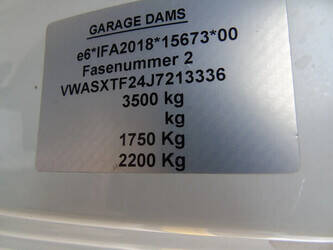 GARAGE DAMS
e6*IFA2018*15673*00
Fasenummer 2
VWASXTF24J7213336
3500 kg
kg
1750 Kg
2200 Kg